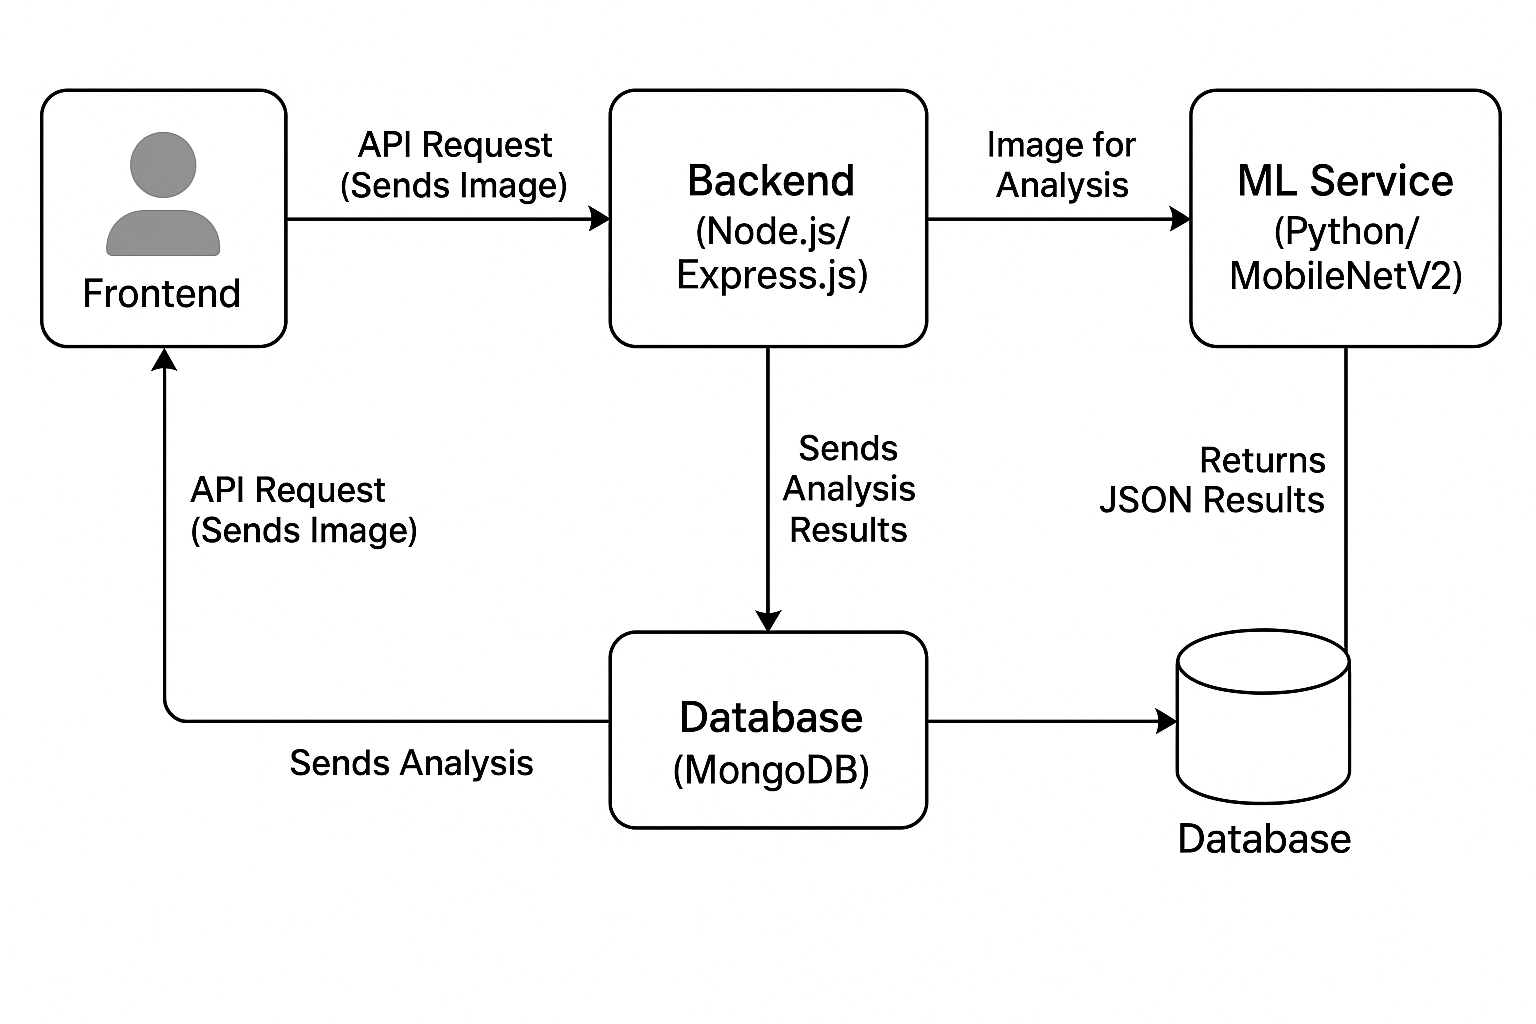 Frontend
API Request
(Sends Image)
Backend
(Node.js/
Express.js)
Image for
Analysis
ML Service
(Python/
MobileNetV2)
API Request
(Sends Image)
Sends
Analysis
Results
Returns
JSON Results
Sends Analysis
Database
(MongoDB)
Database